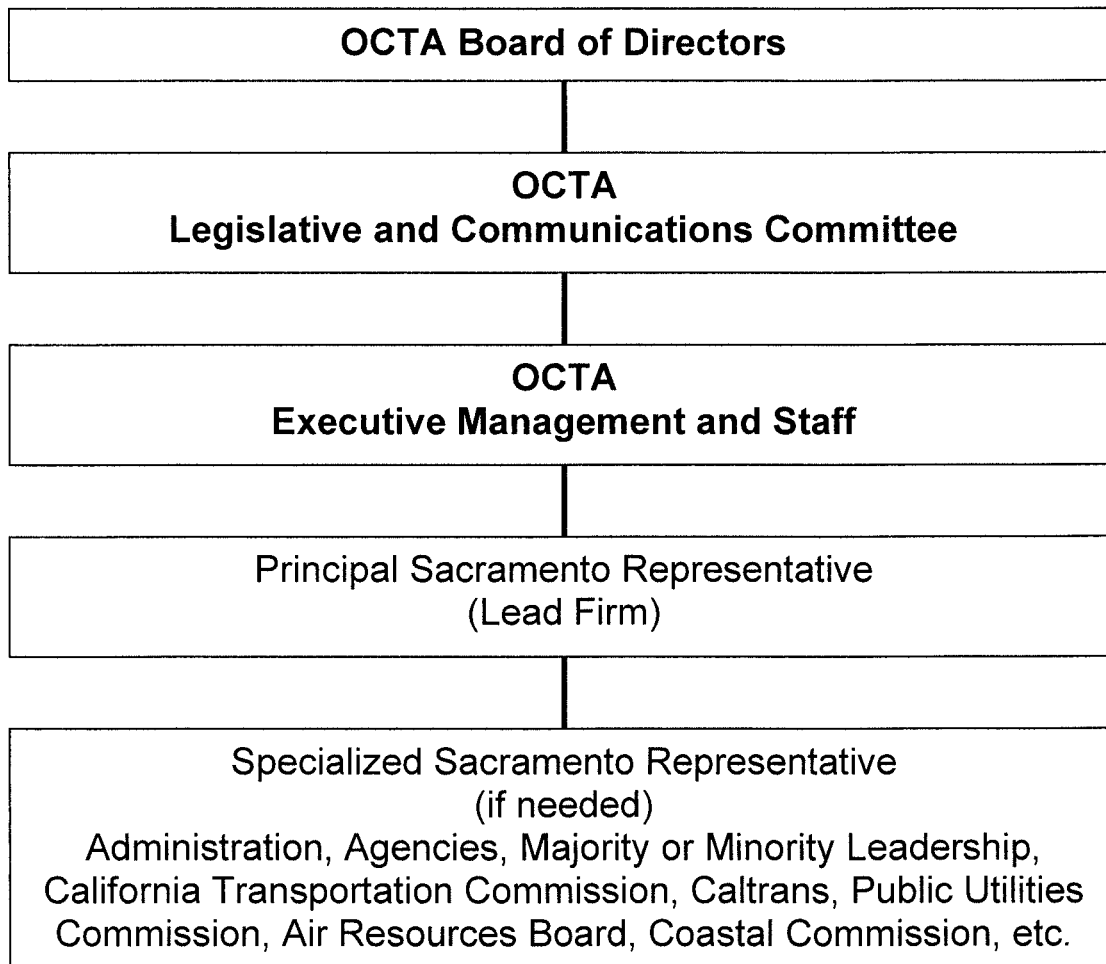 OCTA Board of Directors
OCTA
Legislative and Communications Committee
OCTA
Executive Management and Staff
Principal Sacramento Representative
(Lead Firm)
Specialized Sacramento Representative
(if needed)
Administration, Agencies, Majority or Minority Leadership,
California Transportation Commission, Caltrans, Public Utilities
Commission, Air Resources Board, Coastal Commission, etc.